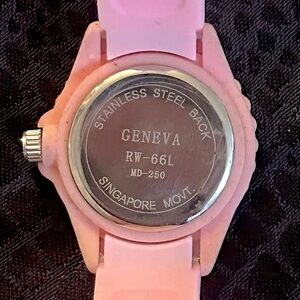 STAINLESS STEEL BACK
GENEVA
RW-66L
MD-250
SINGAPORE MOVT.